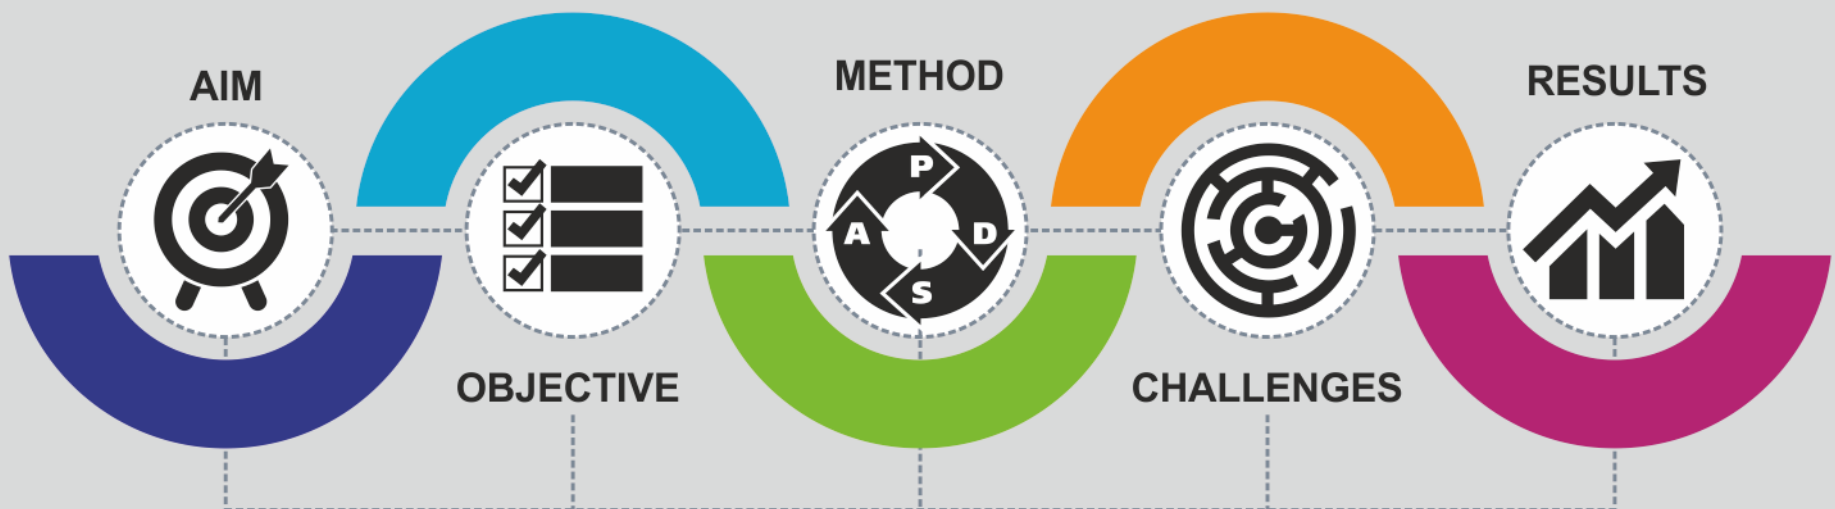 AIM
OBJECTIVE
METHOD
P
D
S
A
CHALLENGES
RESULTS